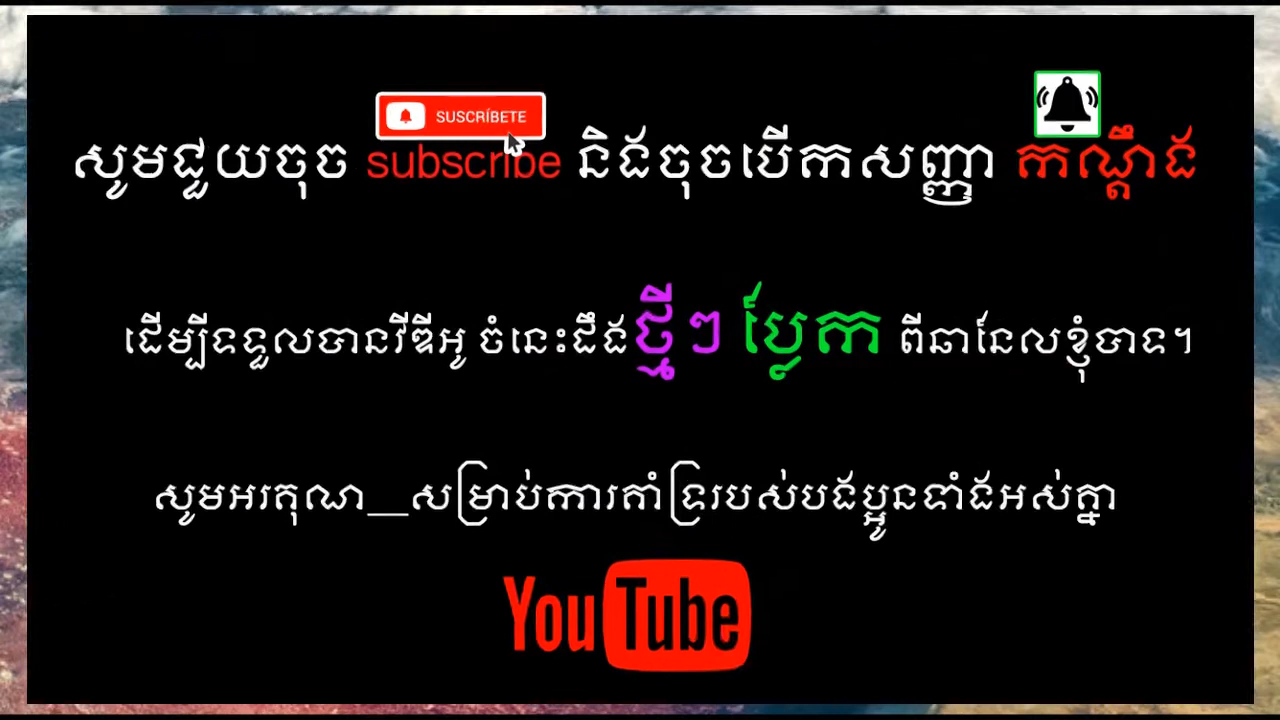 SUSCRÍBETE
សូមជួយចុច subscribe និងចុចបើកសញ្ញា កណ្ដឹង
ដើម្បីទទួលបានវីឌីអូ ចំនេះដឹងថ្មីៗ ប្លែក ពីឆានែលខ្ញុំបាទ។
សូមអរគុណ__សម្រាប់ការគាំទ្ររបស់បងប្អូនទាំងអស់គ្នា
YouTube